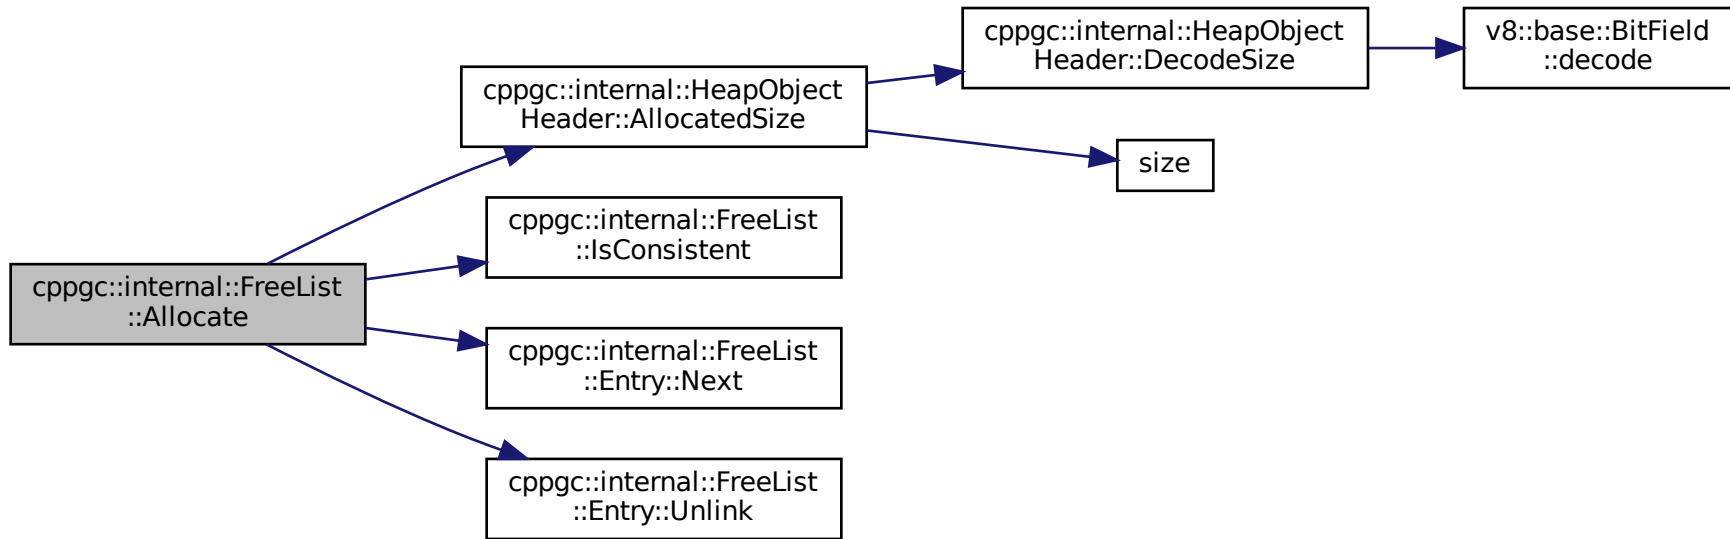 cppgc::internal::FreeList
::Allocate
cppgc::internal::HeapObject
Header::AllocatedSize
cppgc::internal::FreeList
::IsConsistent
cppgc::internal::FreeList
::Entry::Next
cppgc::internal::FreeList
::Entry::Unlink
cppgc::internal::HeapObject
Header::DecodeSize
size
v8::base::BitField
::decode